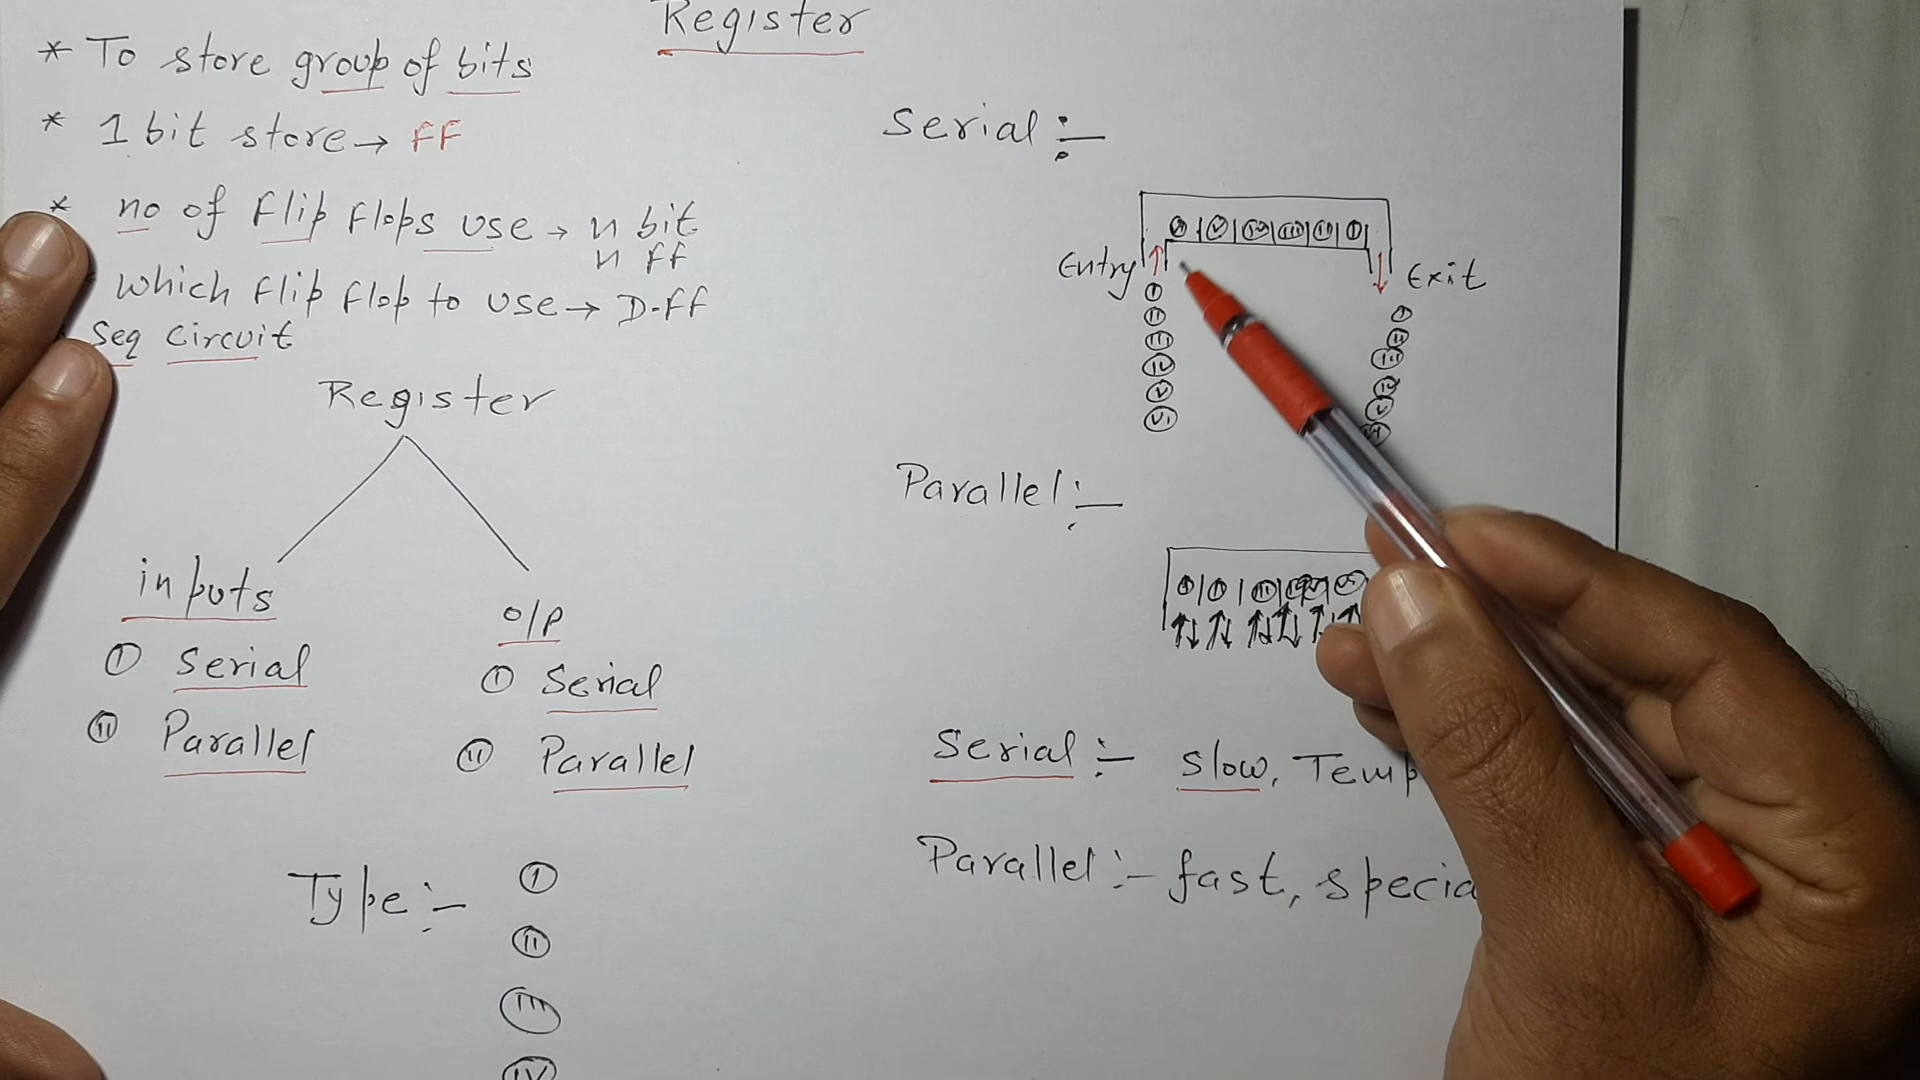 Register
* To store group of bits
* 1 bit store → FF
* no of Flip Flops use → n bit
n FF
which Flip Flop to use → D-FF
Seq Circuit
Register
inputs
① Serial
⑪ Parallel
o/p
① Serial
⑪ Parallel
Type :-
①
⑪
III
IV
Serial :-
Entry
Exit
Parallel :-
Serial :- Slow, Temp
Parallel :- fast, specia